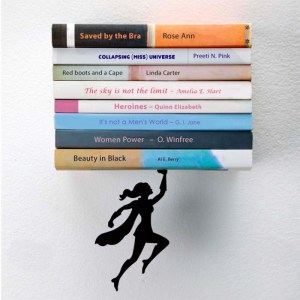 Saved by the Bra Rose Ann
COLLAPSING (MISS) UNIVERSE Preeti N. Pink
Red boots and a Cape Linda Carter
The sky is not the limit – Amelia E. Hart
Heroines – Quinn Elizabeth
it's not a Men's World – G. I. Jane
Women Power – O. Winfree
Beauty in Black Al E. Berry